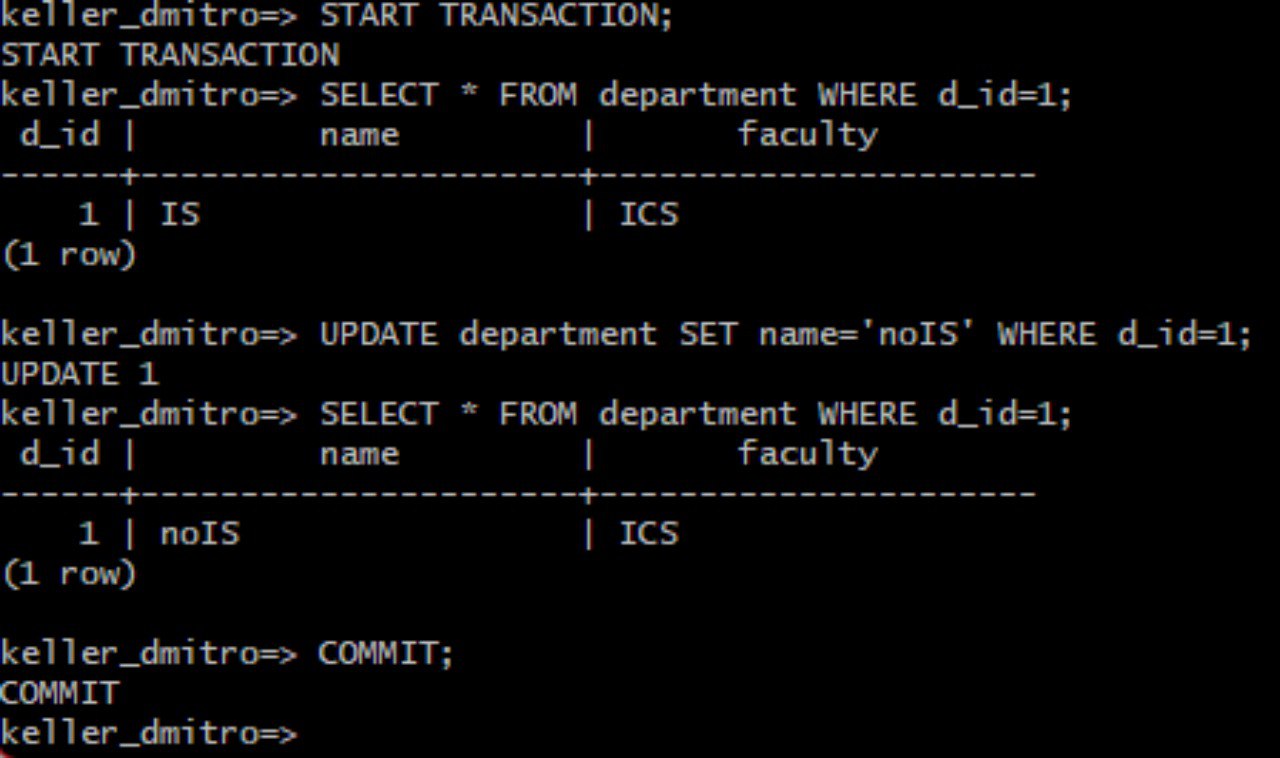 keller_dmitro=> START TRANSACTION;
START TRANSACTION
keller_dmitro=> SELECT * FROM department WHERE d_id=1;
 d_id |         name         |       faculty
------+----------------------+----------------------
    1 | IS                   | ICS
(1 row)

keller_dmitro=> UPDATE department SET name='noIS' WHERE d_id=1;
UPDATE 1
keller_dmitro=> SELECT * FROM department WHERE d_id=1;
 d_id |         name         |       faculty
------+----------------------+----------------------
    1 | noIS                 | ICS
(1 row)

keller_dmitro=> COMMIT;
COMMIT
keller_dmitro=>